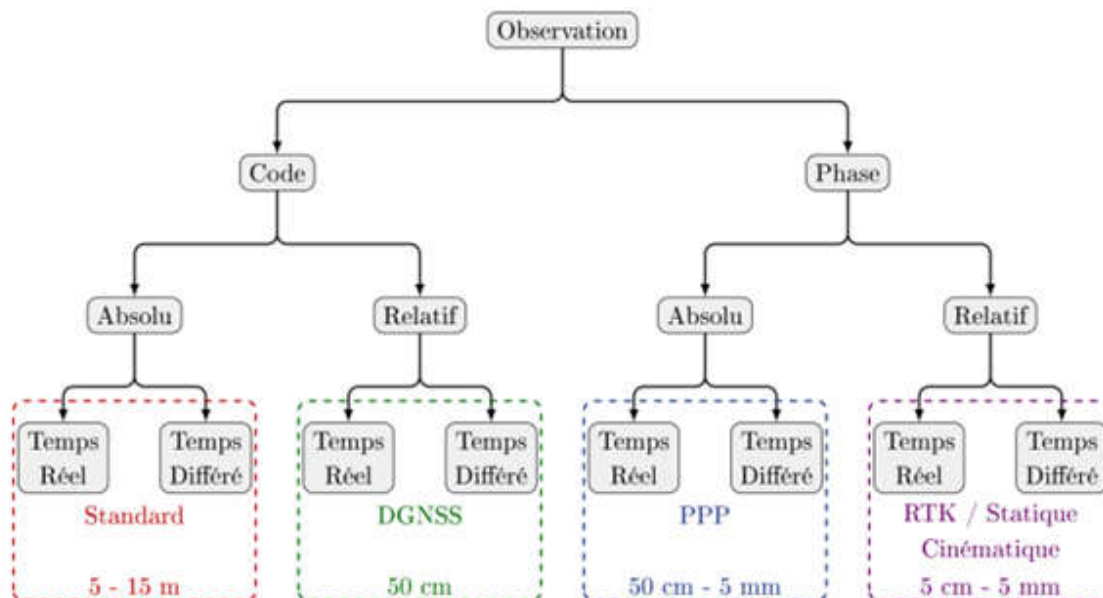 Observation
Code
Phase
Absolu
Relatif
Absolu
Relatif
Temps
Réel
Temps
Différé
Temps
Réel
Temps
Différé
Temps
Réel
Temps
Différé
Temps
Réel
Temps
Différé
Standard
5 - 15 m
DGNSS
50 cm
PPP
50 cm - 5 mm
RTK / Statique
Cinématique
5 cm - 5 mm